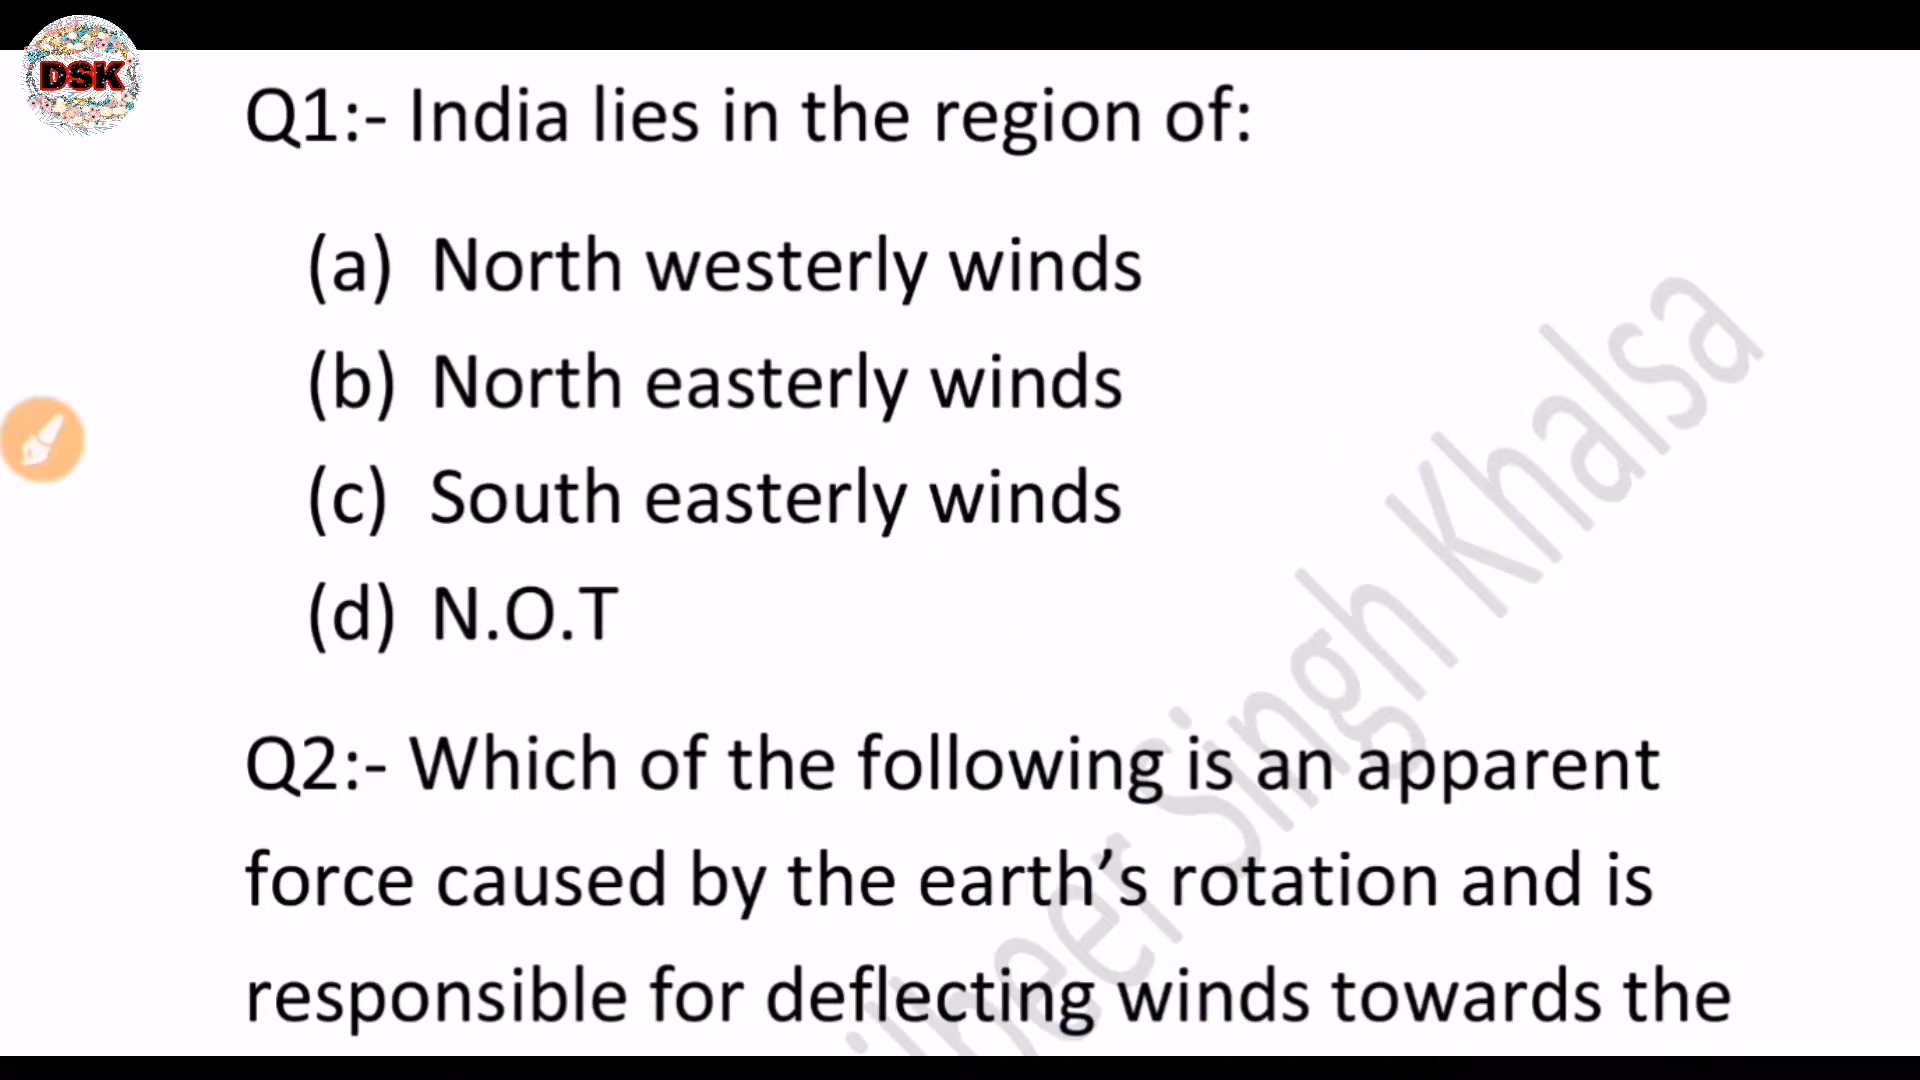 DSK
Q1:- India lies in the region of:
(a) North westerly winds
(b) North easterly winds
(c) South easterly winds
(d) N.O.T
Q2:- Which of the following is an apparent
force caused by the earth’s rotation and is
responsible for deflecting winds towards the
Singh Khalsa